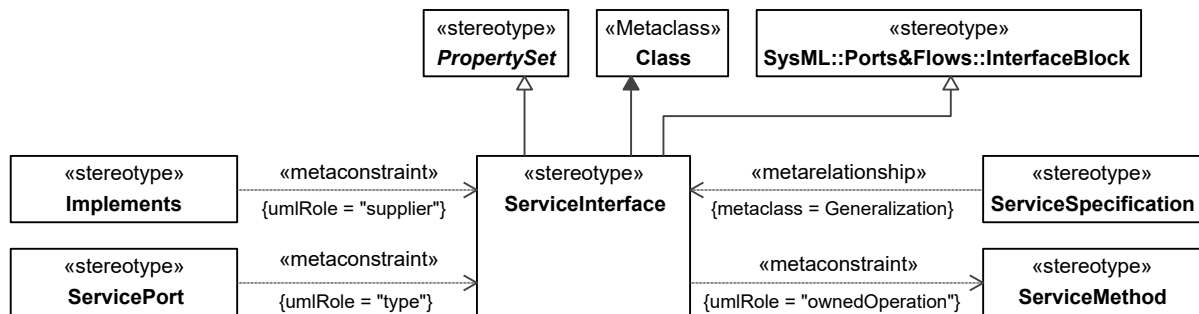 «stereotype»
PropertySet
«Metaclass»
Class
«stereotype»
SysML::Ports&Flows::InterfaceBlock
«stereotype»
Implements
«metaconstraint»
{umlRole = "supplier"}
«stereotype»
ServiceInterface
«metarelationship»
{metaclass = Generalization}
«stereotype»
ServiceSpecification
«stereotype»
ServicePort
«metaconstraint»
{umlRole = "type"}
«metaconstraint»
{umlRole = "ownedOperation"}
«stereotype»
ServiceMethod